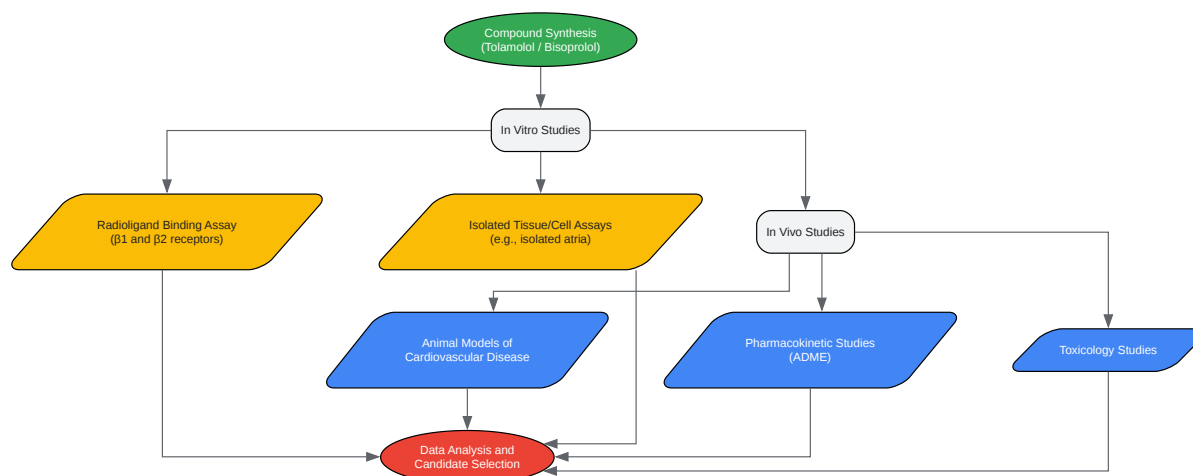 Compound Synthesis
(Tolamolol / Bisoprolol)
In Vitro Studies
Radioligand Binding Assay
(β1 and β2 receptors)
Isolated Tissue/Cell Assays
(e.g., isolated atria)
In Vivo Studies
Animal Models of
Cardiovascular Disease
Pharmacokinetic Studies
(ADME)
Toxicology Studies
Data Analysis and
Candidate Selection